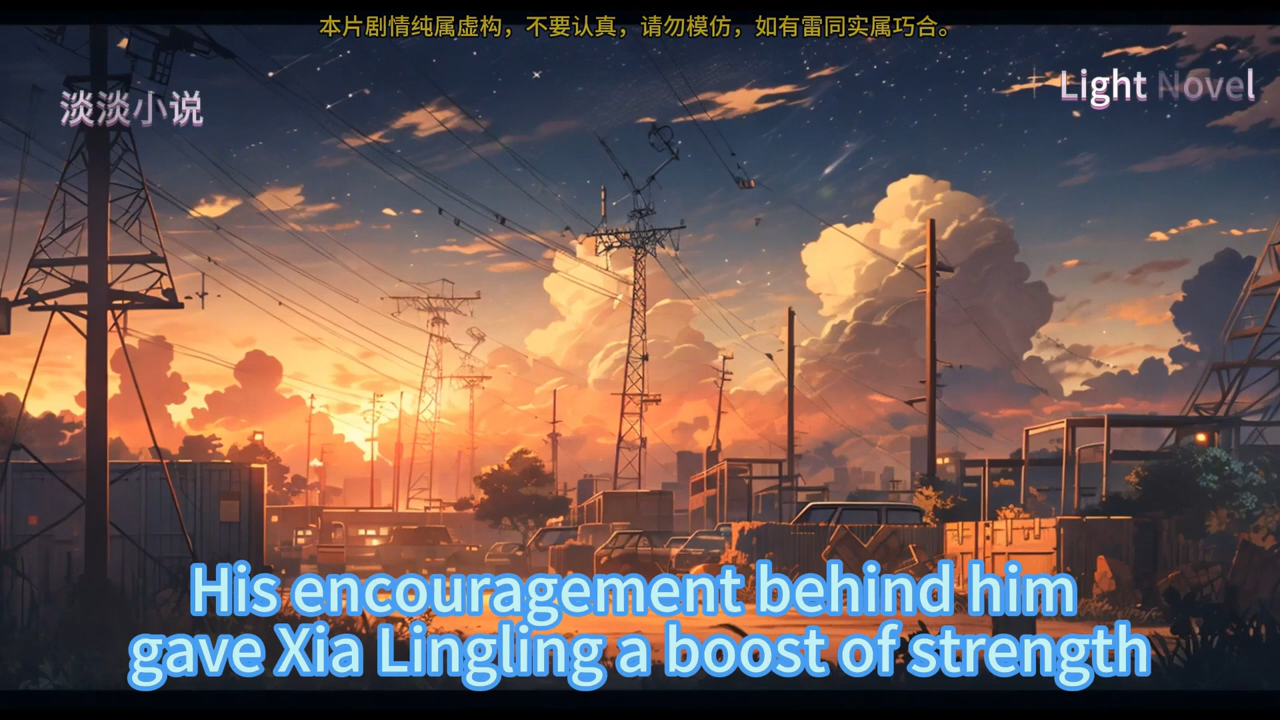 本片剧情纯属虚构，不要认真，请勿模仿，如有雷同实属巧合。
淡淡小说
Light Novel
His encouragement behind him
gave Xia Lingling a boost of strength